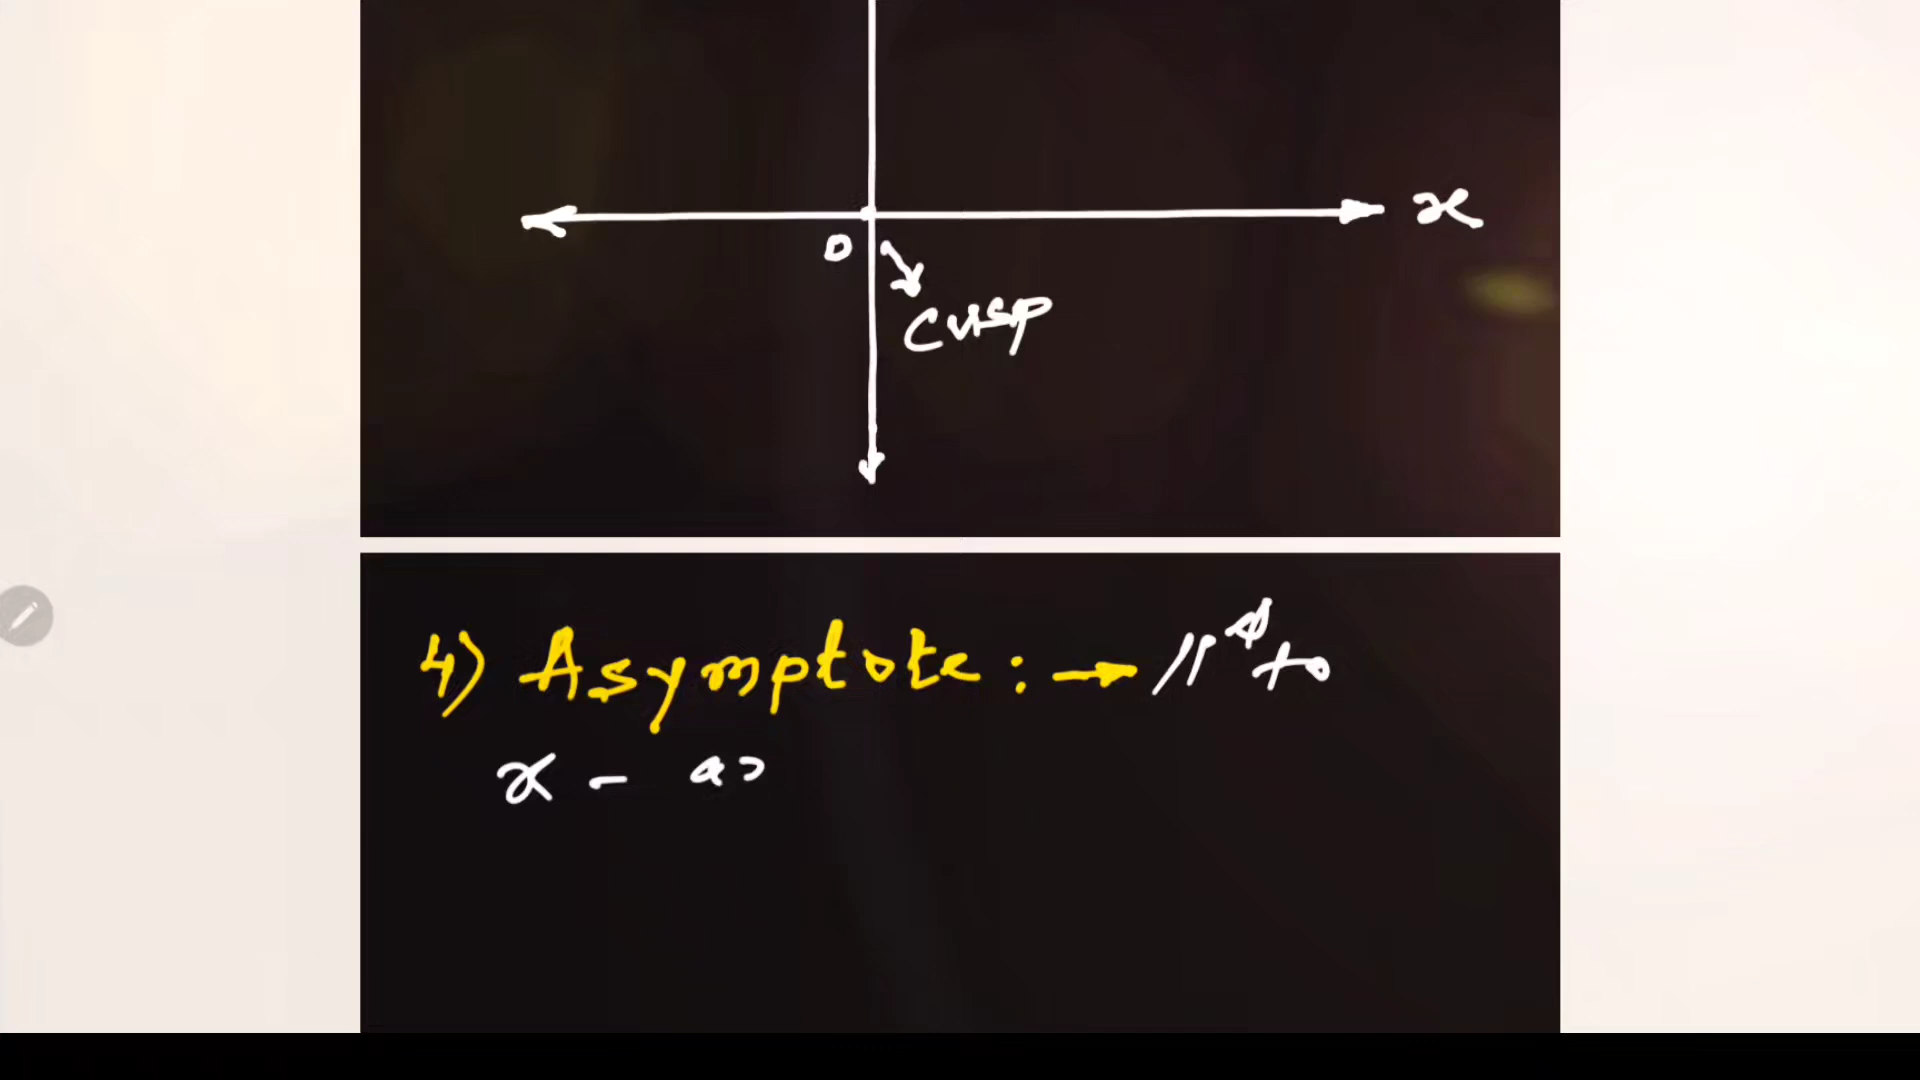 x
0
Cusp
4) Asymptote : → // to
x -